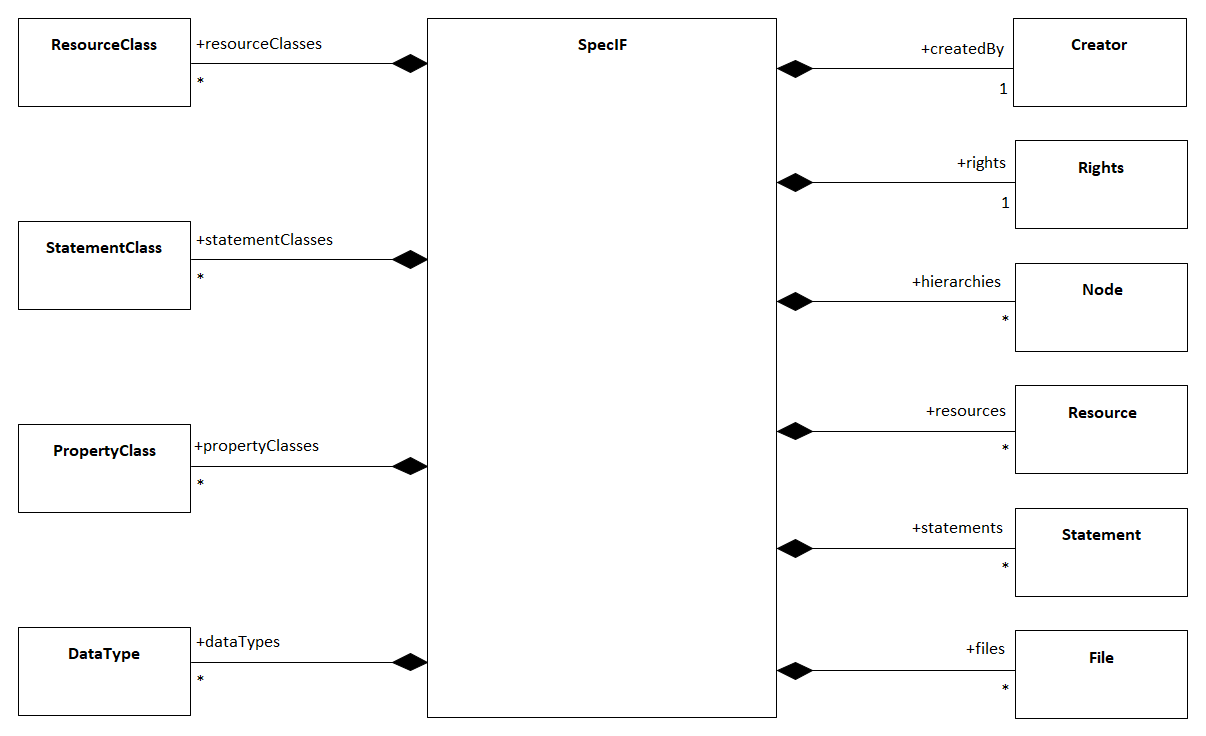 ResourceClass
+resourceClasses
*
SpecIF
+createdBy
1
Creator
+rights
1
Rights
StatementClass
+statementClasses
*
+hierarchies
*
Node
+resources
*
Resource
PropertyClass
+propertyClasses
*
+statements
*
Statement
DataType
+dataTypes
*
+files
*
File